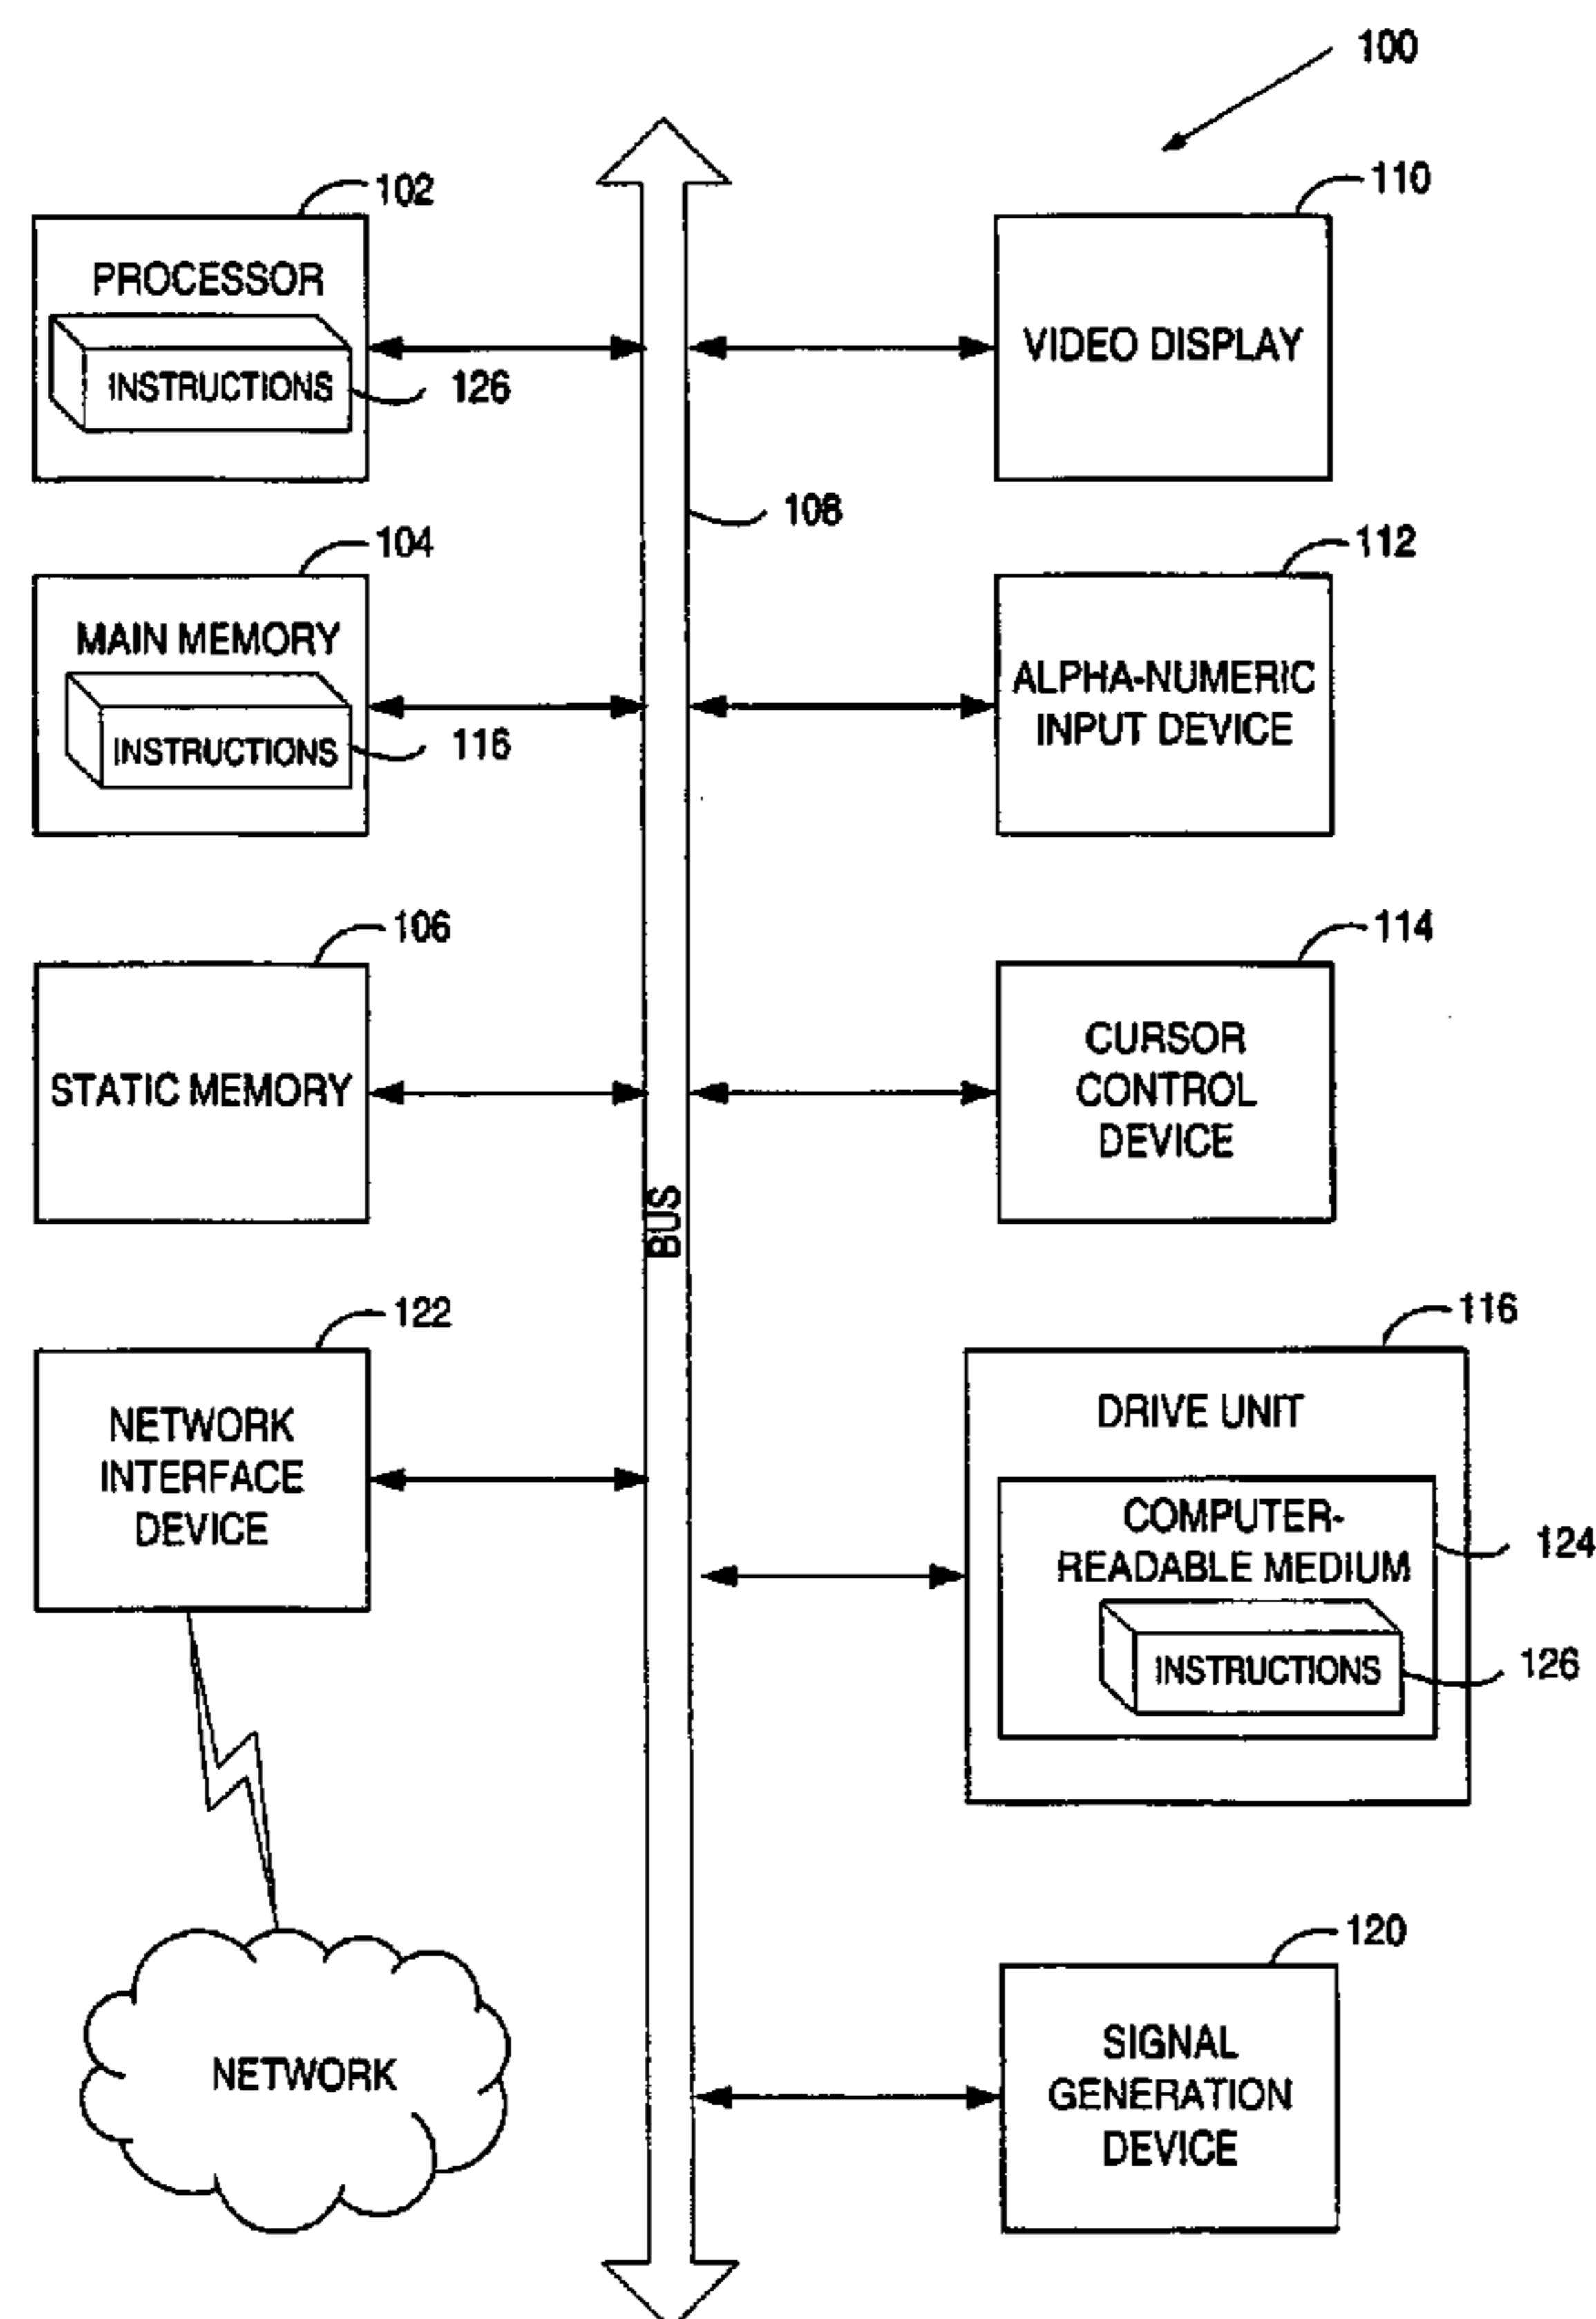 100
102
PROCESSOR
INSTRUCTIONS
126
110
VIDEO DISPLAY
108
104
MAIN MEMORY
INSTRUCTIONS
116
112
ALPHA-NUMERIC
INPUT DEVICE
106
STATIC MEMORY
114
CURSOR
CONTROL
DEVICE
BUS
122
NETWORK
INTERFACE
DEVICE
116
DRIVE UNIT
COMPUTER-
READABLE MEDIUM
124
INSTRUCTIONS
126
NETWORK
120
SIGNAL
GENERATION
DEVICE